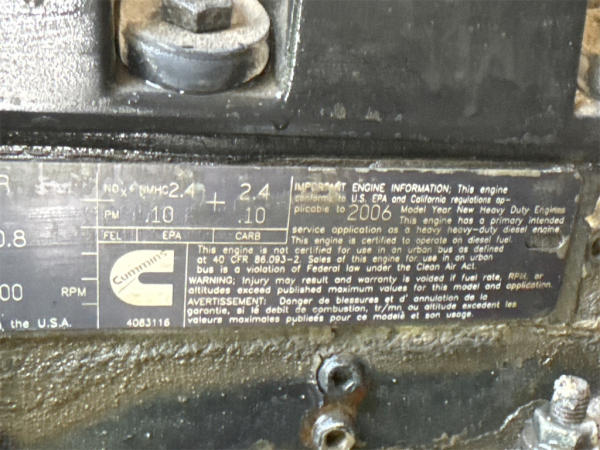 NOx + NMHC 2.4 + 2.4
PM .10 .10
FEL EPA CARB
0.8
00 RPM
the U.S.A.
Cummins
4083116
IMPORTANT ENGINE INFORMATION: This engine
conforms to U.S. EPA and California regulations ap-
plicable to 2006 Model Year New Heavy Duty Engines
This engine has a primary intended
service application as a heavy heavy-duty diesel engine.
This engine is certified to operate on diesel fuel.
This engine is not certified for use in an urban bus as defined
at 40 CFR 86.093-2. Sales of this engine for use in an urban
bus is a violation of Federal law under the Clean Air Act.
WARNING: Injury may result and warranty is voided if fuel rate, RPM, or
altitude exceed published maximum values for this model and application.
AVERTISSEMENT: Danger de blessures et d' annulation de la
garantie, si le debit de combustion, tr/mn ou altitude excedent les
valeurs maximales publiées pour ce modele et son usage.